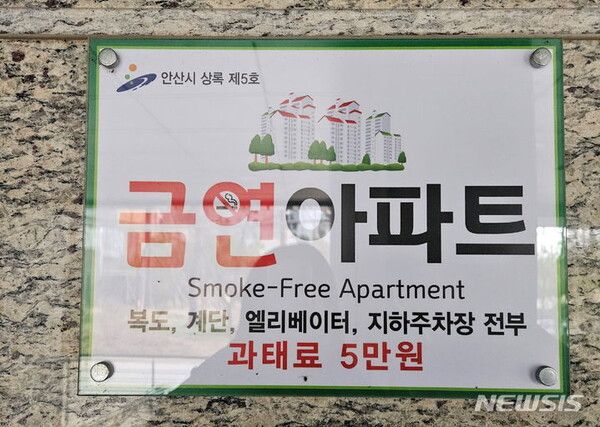 안산시 상록 제5호
금연아파트
Smoke-Free Apartment
복도, 계단, 엘리베이터, 지하주차장 전부
과태료 5만원
NEWSIS